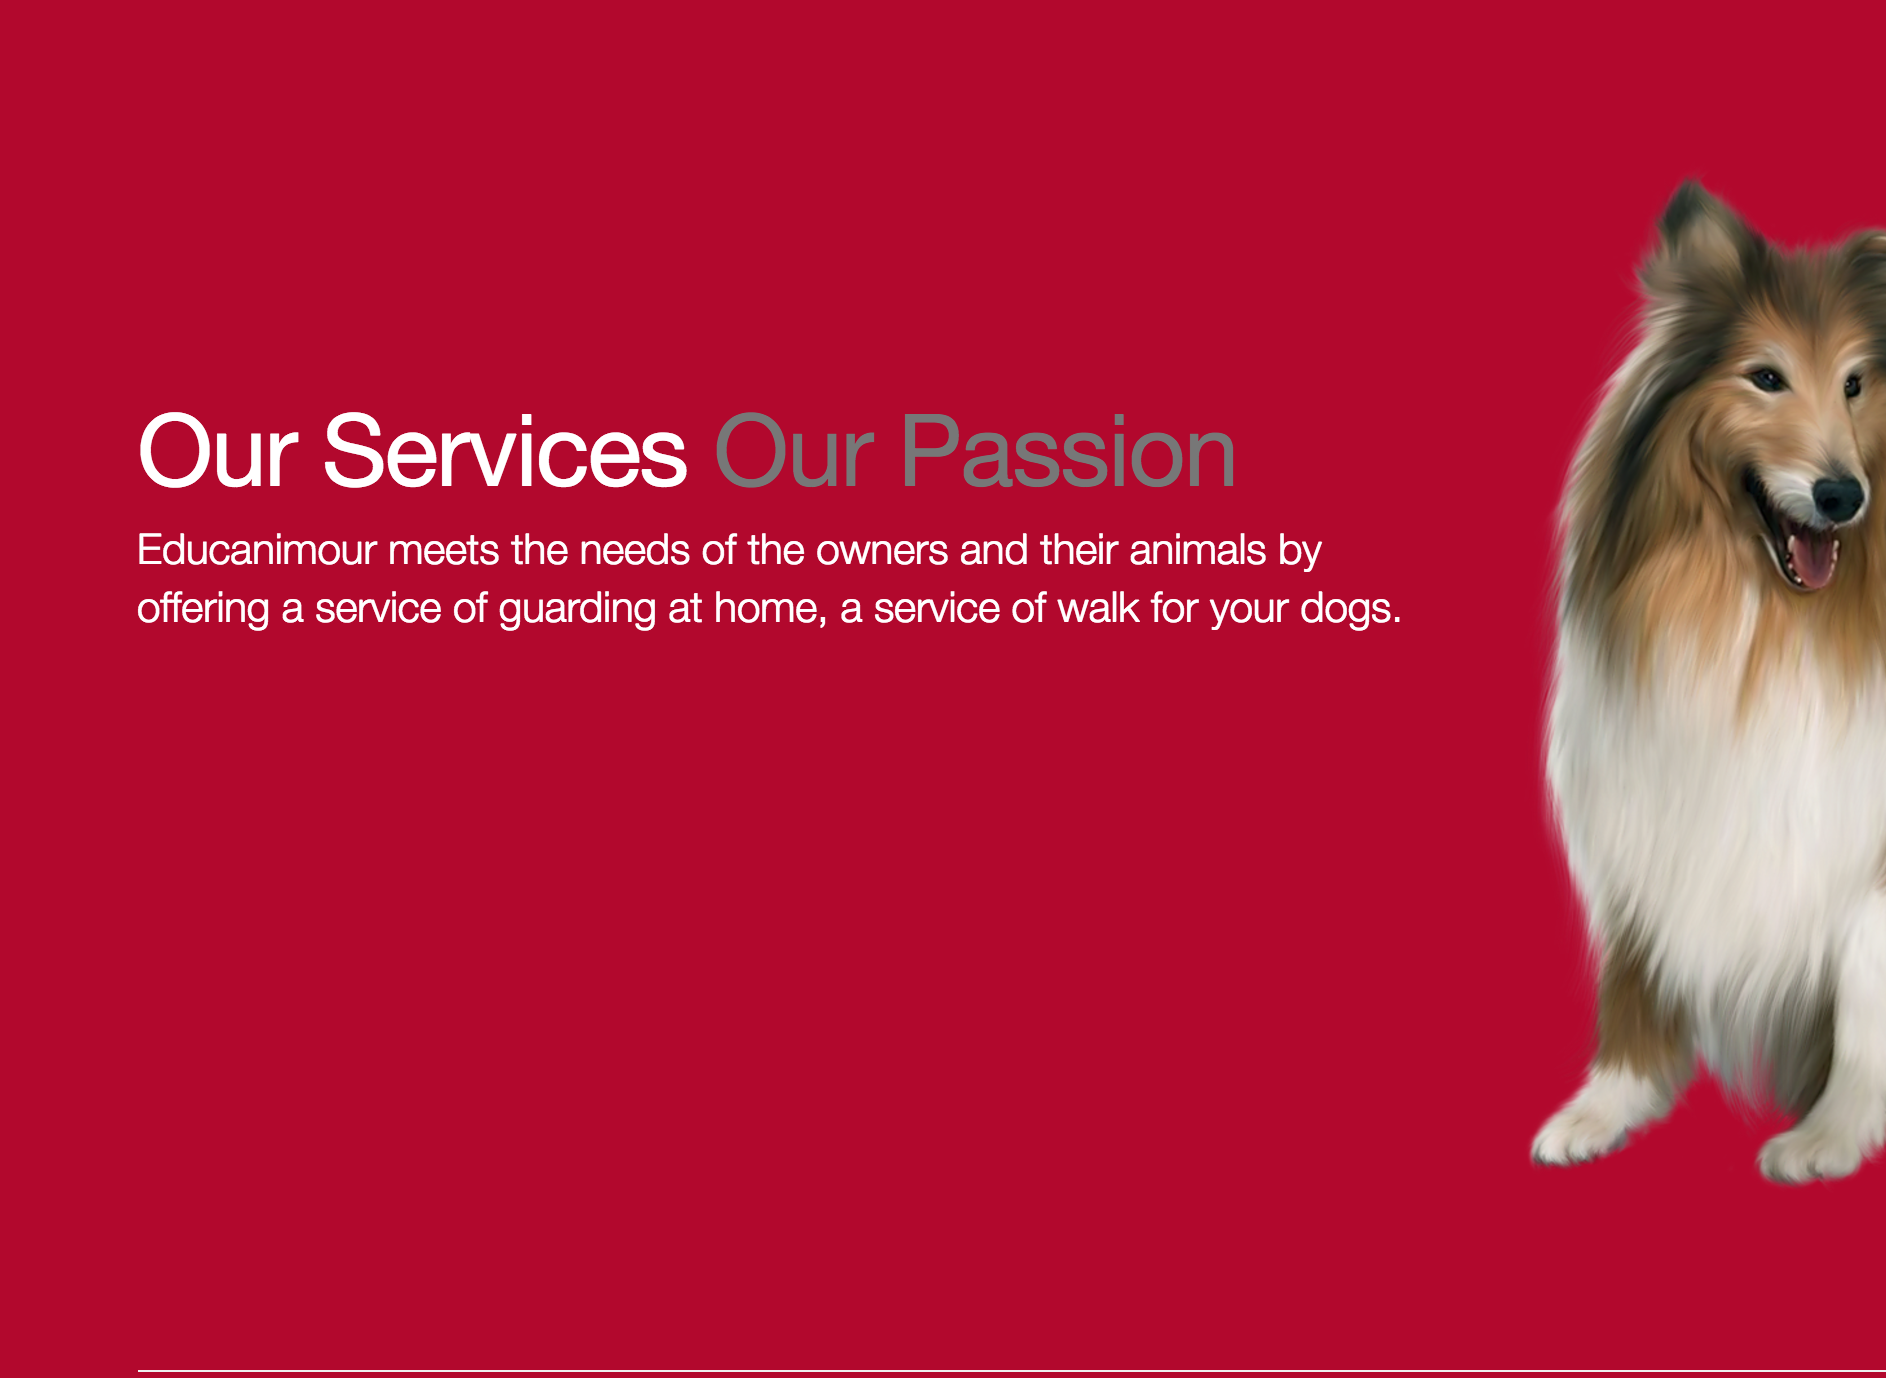 Our Services Our Passion
Educanimour meets the needs of the owners and their animals by
offering a service of guarding at home, a service of walk for your dogs.